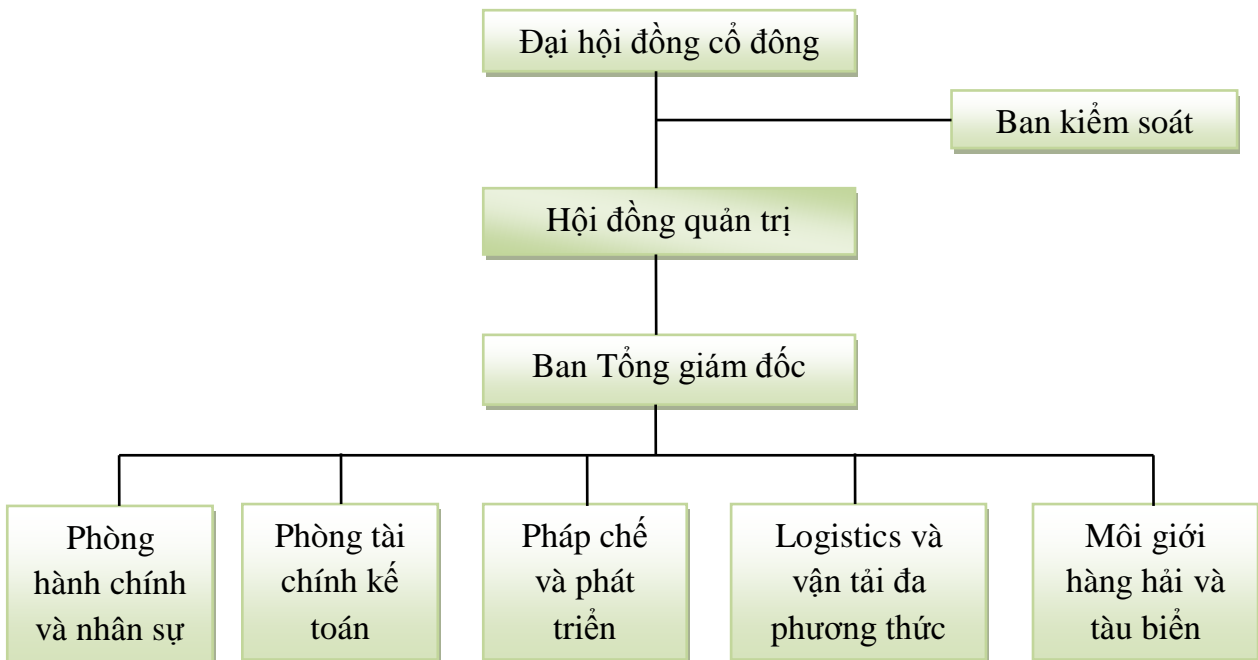 Đại hội đồng cổ đông
Ban kiểm soát
Hội đồng quản trị
Ban Tổng giám đốc
Phòng
hành chính
và nhân sự
Phòng tài
chính kế
toán
Pháp chế
và phát
triển
Logistics và
vận tải đa
phương thức
Môi giới
hàng hải và
tàu biển